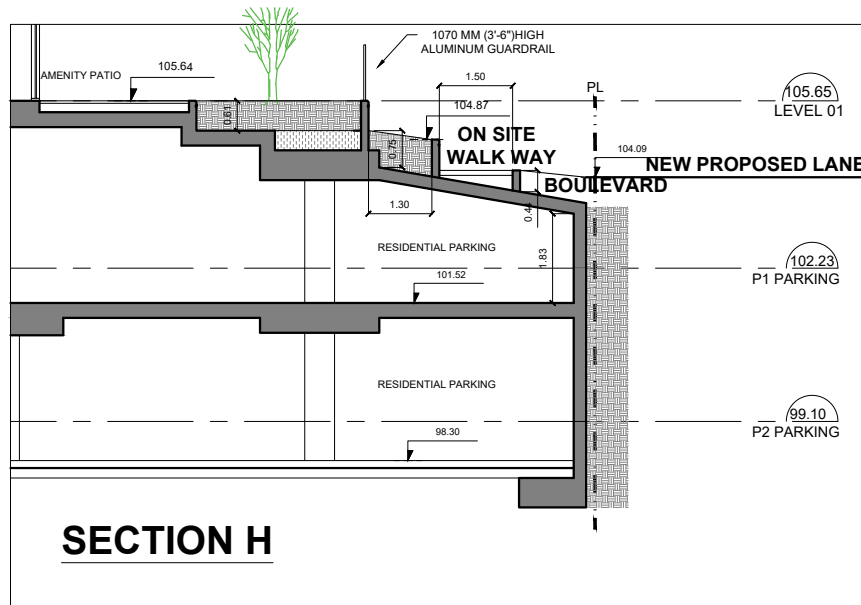 1070 MM (3'-6")HIGH
ALUMINUM GUARDRAIL
AMENITY PATIO
105.64
1.50
PL
105.65
LEVEL 01
0.61
104.87
ON SITE
WALK WAY
0.75
104.09
NEW PROPOSED LANE
BOULEVARD
0.44
1.30
RESIDENTIAL PARKING
1.83
102.23
P1 PARKING
101.52
RESIDENTIAL PARKING
99.10
P2 PARKING
98.30
SECTION H